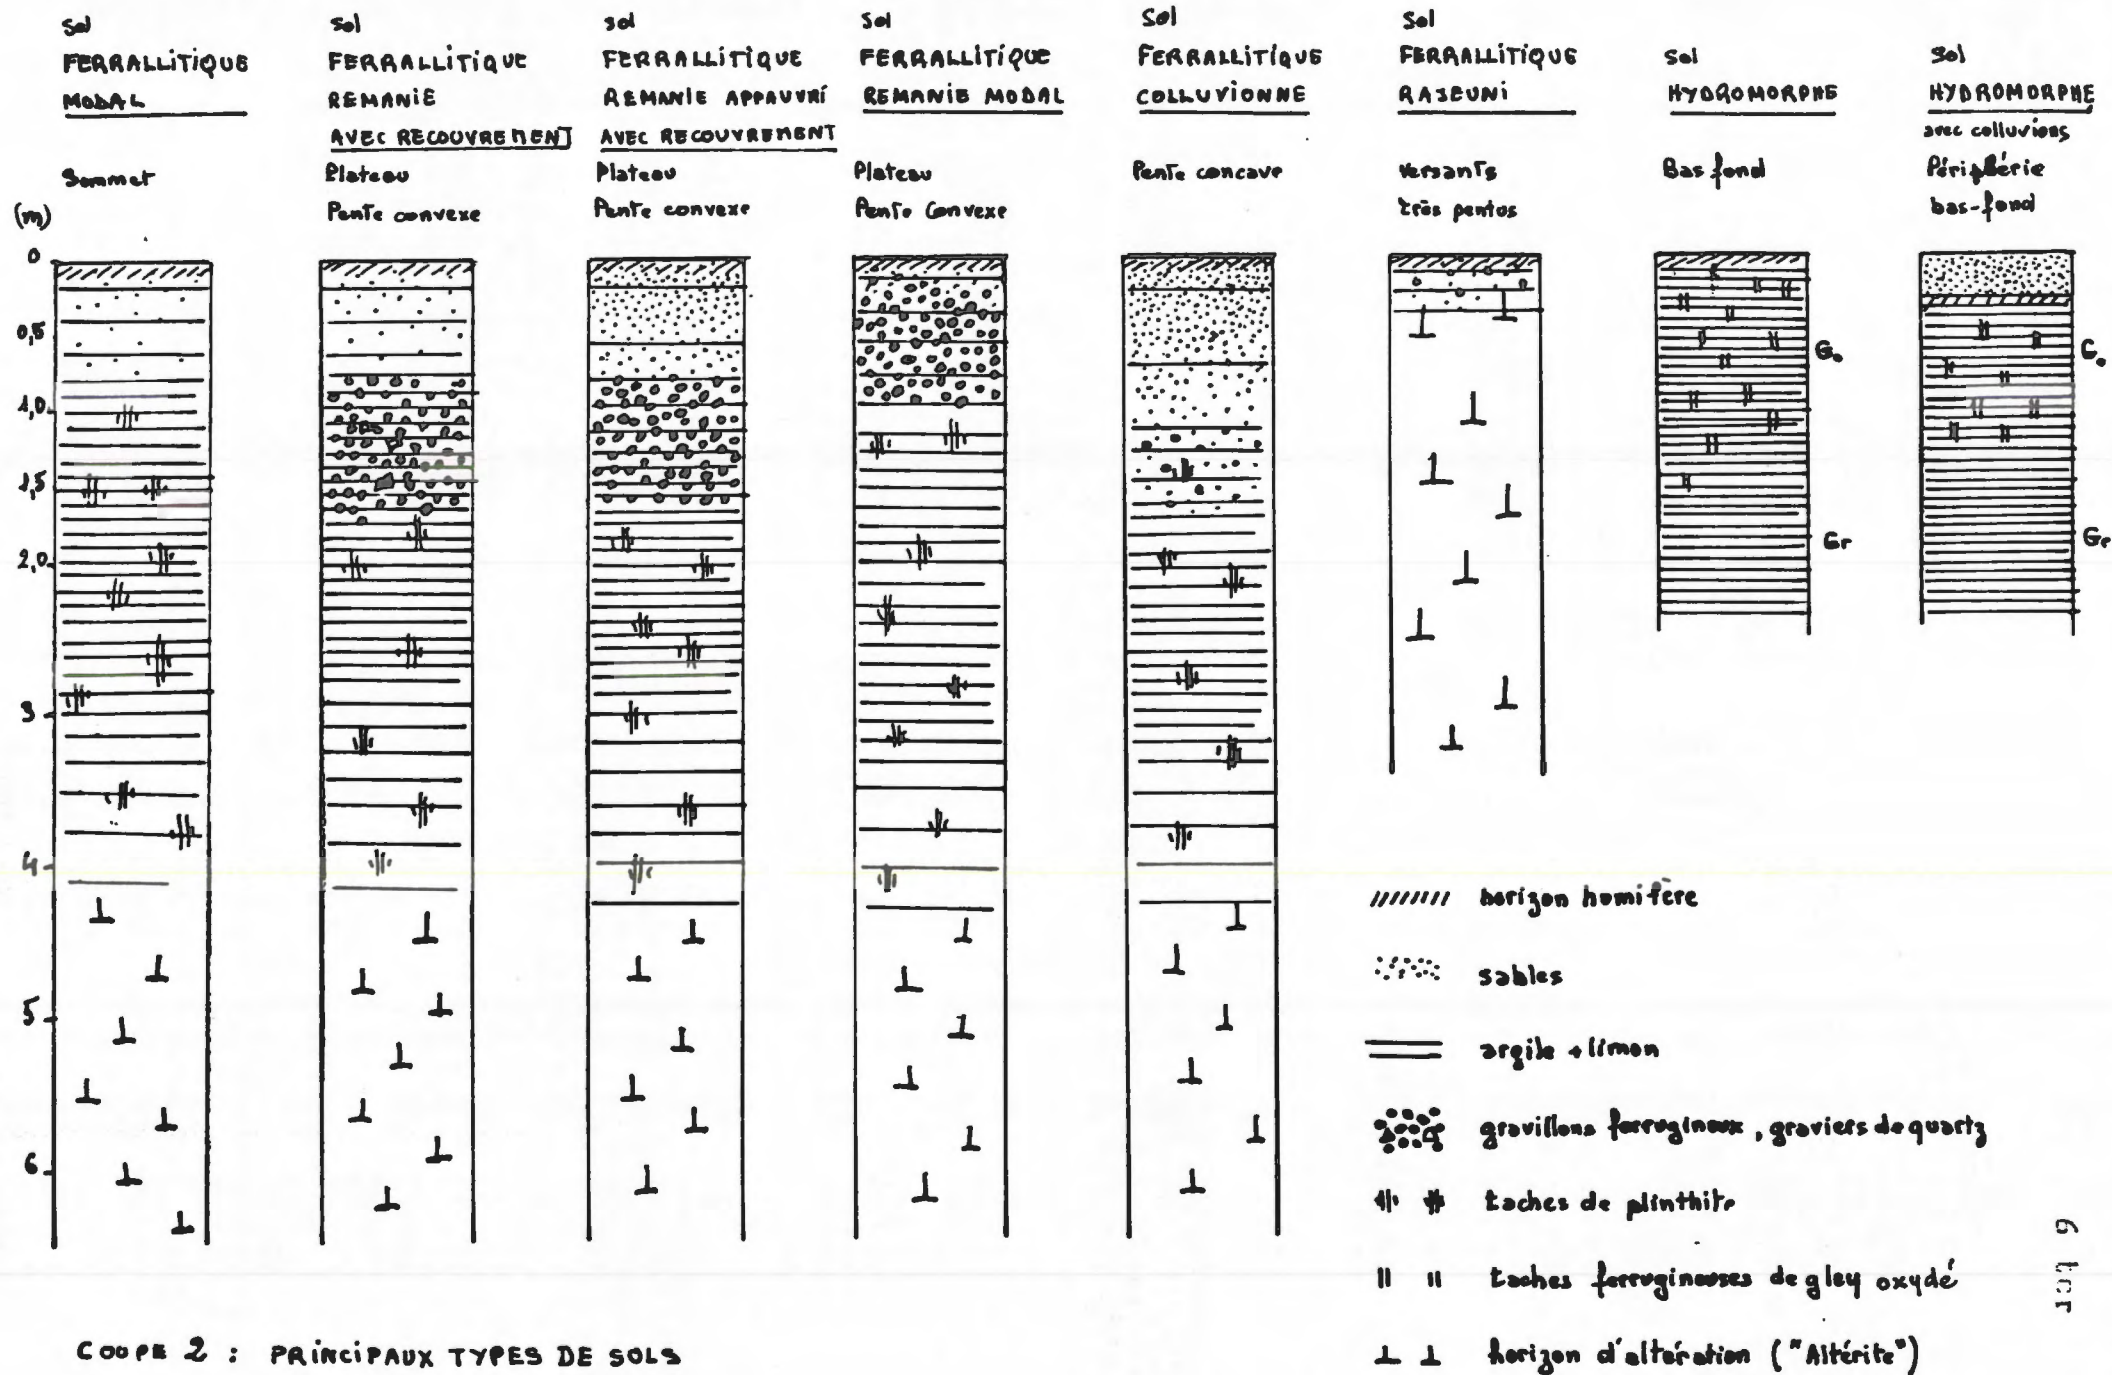 Sol
FERRALLITIQUE
MODAL
Sommet
Sol
FERRALLITIQUE
REMANIE
AVEC RECOUVREMENT
Plateau
Pente convexe
Sol
FERRALLITIQUE
REMANIE APPAUVRI
AVEC RECOUVREMENT
Plateau
Pente convexe
Sol
FERRALLITIQUE
REMANIE MODAL
Plateau
Pente Convexe
Sol
FERRALLITIQUE
COLLUVIONNE
Pente concave
Sol
FERRALLITIQUE
RAJEUNI
Versants
très pentus
Sol
HYDROMORPHE
Bas fond
Sol
HYDROMORPHE
avec colluvions
Périphérie
bas-fond
(m)
0
0,5
1,0
1,5
2,0
3
4
5
6
Go
Gr
Go
Gr
horizon humifère
sables
argile + limon
gravillons ferrugineux, graviers de quartz
taches de plinthite
taches ferrugineuses de gley oxydé
horizon d'altération ("Altérite")
COUPE 2 : PRINCIPAUX TYPES DE SOLS
6 ter